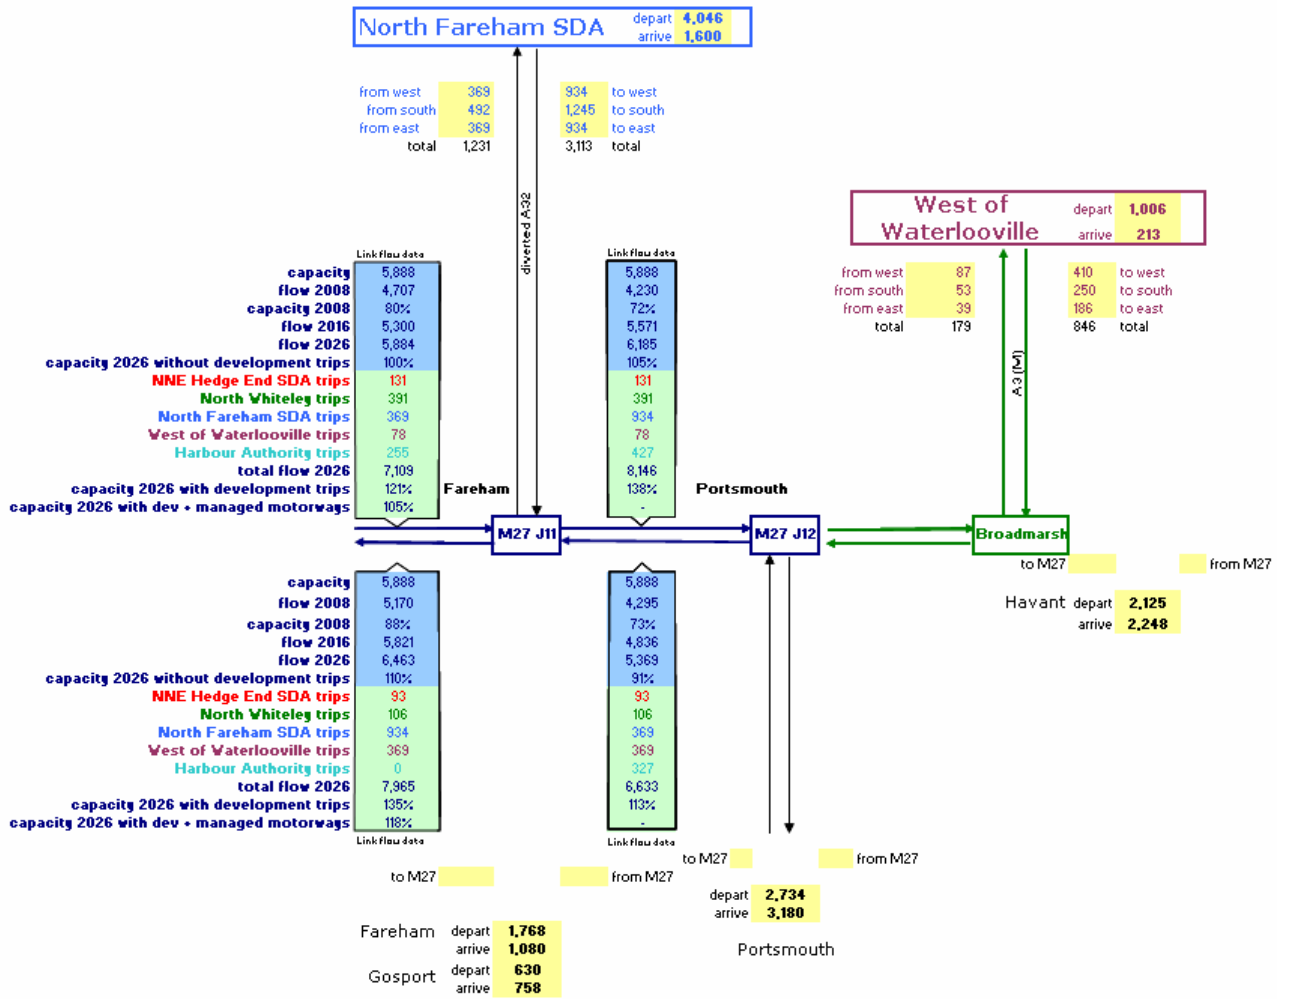 North Fareham SDA depart 4,046
arrive 1,600
from west 369 934 to west
from south 492 1,245 to south
from east 369 934 to east
total 1,231 3,113 total
diverted A32
West of Waterlooville depart 1,006
arrive 213
from west 87 410 to west
from south 53 250 to south
from east 39 186 to east
total 179 846 total
A3 (M)
Link flow data Link flow data
capacity 5,888 5,888
flow 2008 4,707 4,230
capacity 2008 80% 72%
flow 2016 5,300 5,571
flow 2026 5,884 6,185
capacity 2026 without development trips 100% 105%
NNE Hedge End SDA trips 131 131
North Whiteley trips 391 391
North Fareham SDA trips 369 934
West of Waterlooville trips 78 78
Harbour Authority trips 255 427
total flow 2026 7,109 8,146
capacity 2026 with development trips 121% Fareham 138% Portsmouth
capacity 2026 with dev + managed motorways 105% -
M27 J11 M27 J12 Broadmarsh
to M27 from M27
Havant depart 2,125
arrive 2,248
capacity 5,888 5,888
flow 2008 5,170 4,295
capacity 2008 88% 73%
flow 2016 5,821 4,836
flow 2026 6,463 5,369
capacity 2026 without development trips 110% 91%
NNE Hedge End SDA trips 93 93
North Whiteley trips 106 106
North Fareham SDA trips 934 369
West of Waterlooville trips 369 369
Harbour Authority trips 0 327
total flow 2026 7,965 6,633
capacity 2026 with development trips 135% 113%
capacity 2026 with dev + managed motorways 118% -
Link flow data Link flow data
to M27 from M27
to M27 from M27
depart 2,734
arrive 3,180
Portsmouth
Fareham depart 1,768
arrive 1,080
Gosport depart 630
arrive 758